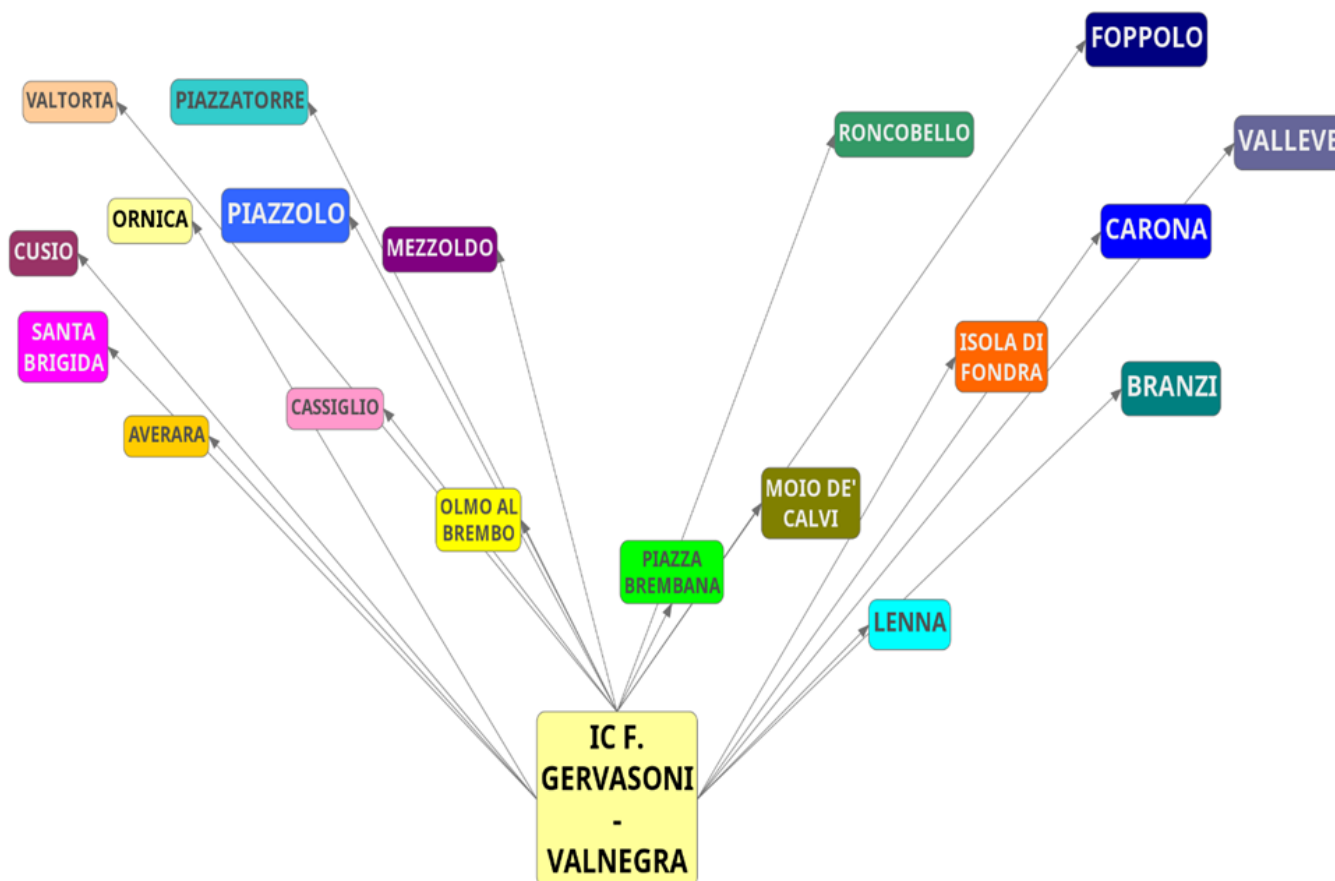 FOPPOLO
VALTORTA
PIAZZATORRE
RONCOBELLO
VALLEVE
ORNICA
PIAZZOLO
MEZZOLDO
CARONA
CUSIO
SANTA
BRIGIDA
ISOLA DI
FONDRA
BRANZI
CASSIGLIO
AVERARA
OLMO AL
BREMBO
MOIO DE'
CALVI
PIAZZA
BREMBANA
LENNA
IC F.
GERVASONI
-
VALNEGRA